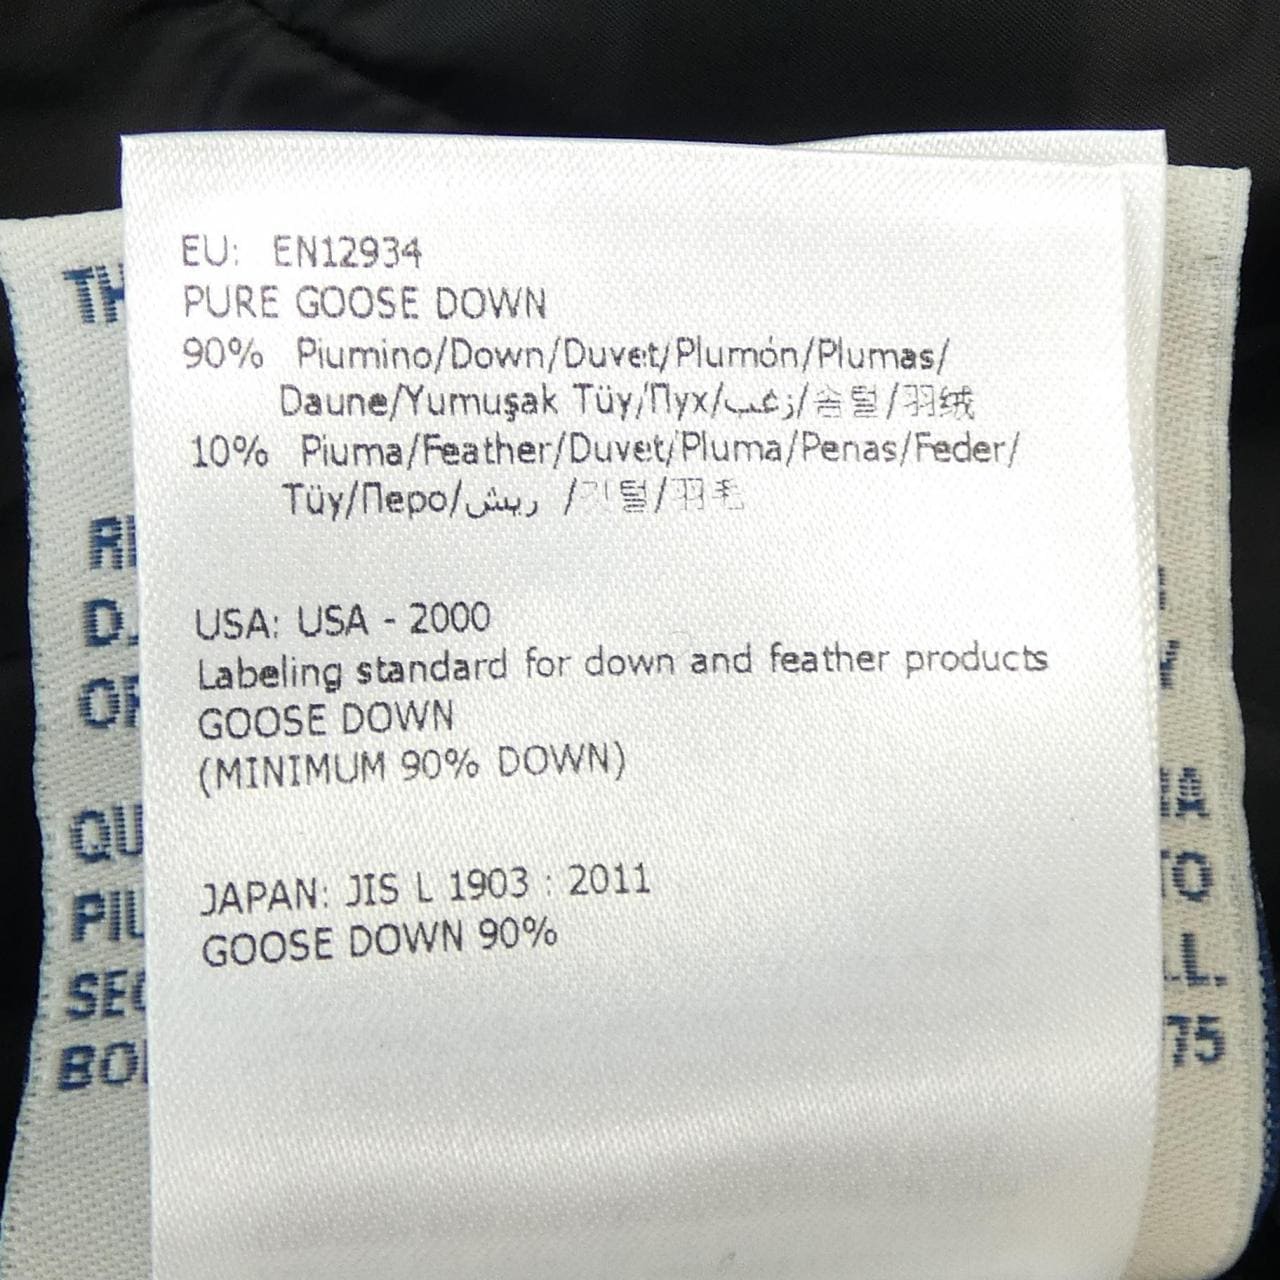 EU: EN12934
PURE GOOSE DOWN
90% Piumino/Down/Duvet/Plumón/Plumas/
Daune/Yumuşak Tüy/Пух/زغب/솜털/羽绒
10% Piuma/Feather/Duvet/Pluma/Penas/Feder/
Tüy/Перо/ريش /깃털/羽毛
USA: USA - 2000
Labeling standard for down and feather products
GOOSE DOWN
(MINIMUM 90% DOWN)
JAPAN: JIS L 1903 : 2011
GOOSE DOWN 90%